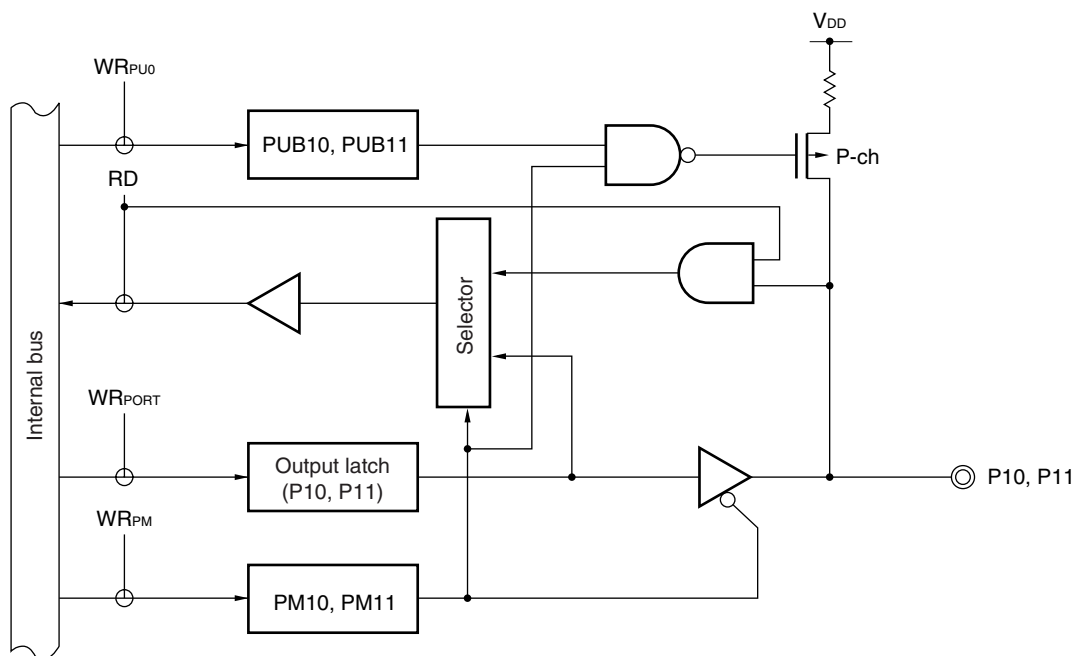 VDD
WRPU0
PUB10, PUB11
P-ch
RD
Selector
Internal bus
WRPORT
Output latch
(P10, P11)
P10, P11
WRPM
PM10, PM11